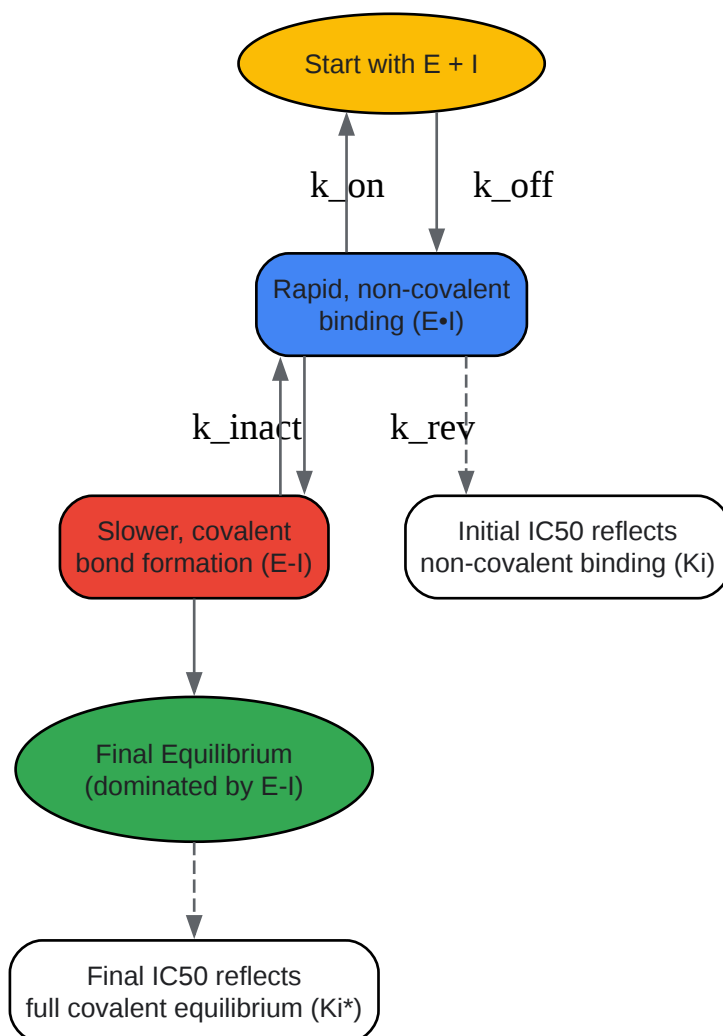 Start with E + I
k_on
k_off
Rapid, non-covalent
binding (E•I)
k_inact
k_rev
Slower, covalent
bond formation (E-I)
Initial IC50 reflects
non-covalent binding (Ki)
Final Equilibrium
(dominated by E-I)
Final IC50 reflects
full covalent equilibrium (Ki*)